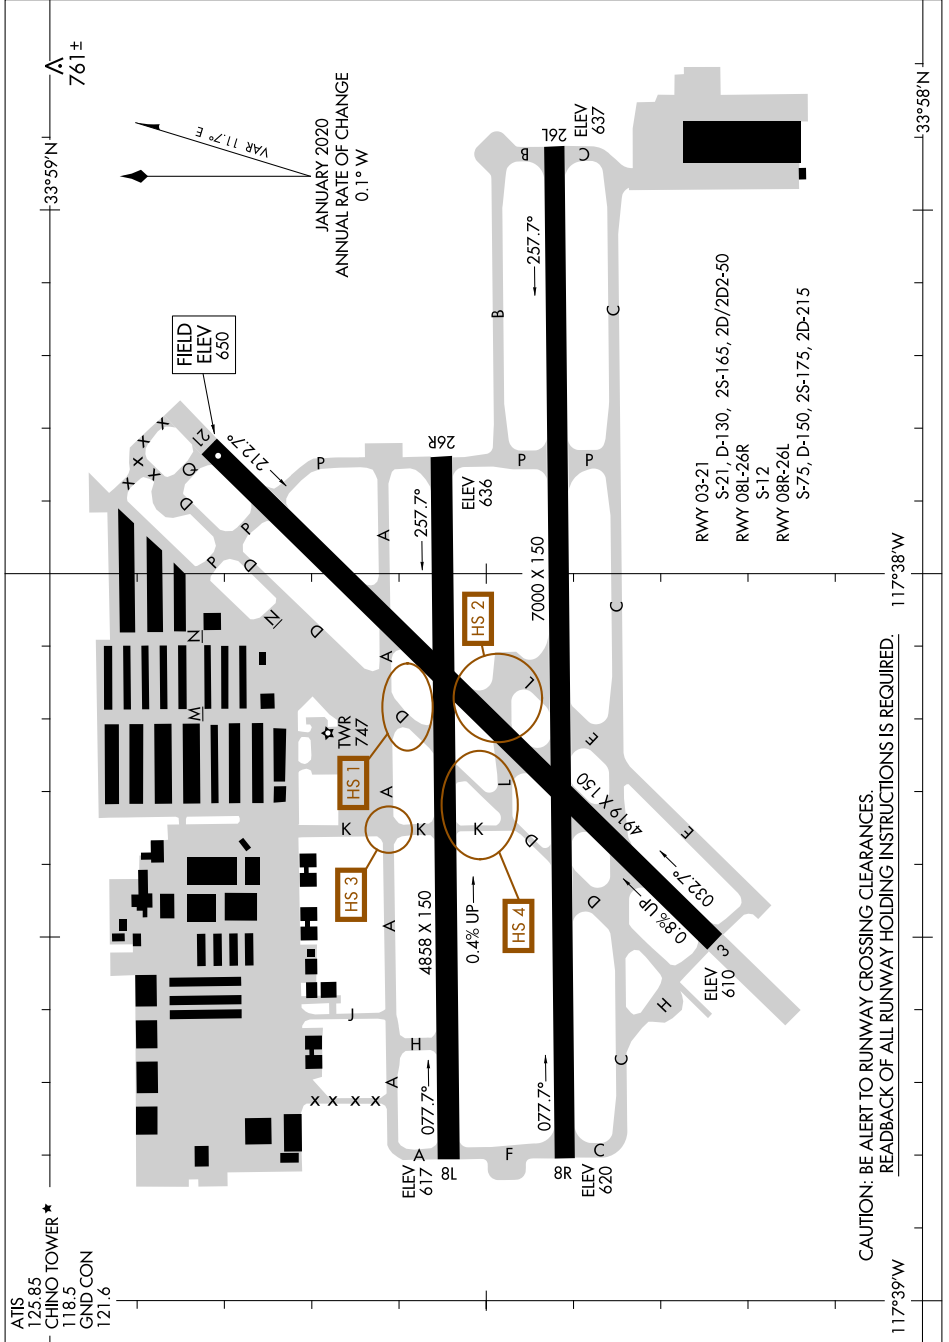 ATIS
125.85
CHINO TOWER ★
118.5
GND CON
121.6
761±
33°59'N
33°58'N
117°38'W
117°39'W
VAR 11.7° E
JANUARY 2020
ANNUAL RATE OF CHANGE
0.1° W
FIELD
ELEV
650
21
212.7°
X
X
X
X
X
Q
D
P
P
D
P
D
N
N
M
A
A
A
A
A
A
26R
ELEV
636
257.7°
26L
ELEV
637
257.7°
B
B
C
C
P
P
C
7000 X 150
HS 1
HS 2
HS 3
HS 4
TWR
747
D
L
L
K
K
K
D
D
E
E
4919 X 150
032.7°
0.8% UP
3
ELEV
610
H
C
4858 X 150
0.4% UP
J
H
X X X X
077.7°
077.7°
ELEV
617
8L
F
8R
ELEV
620
C
RWY 03-21
S-21, D-130, 2S-165, 2D/2D2-50
RWY 08L-26R
S-12
RWY 08R-26L
S-75, D-150, 2S-175, 2D-215
CAUTION: BE ALERT TO RUNWAY CROSSING CLEARANCES.
READBACK OF ALL RUNWAY HOLDING INSTRUCTIONS IS REQUIRED.